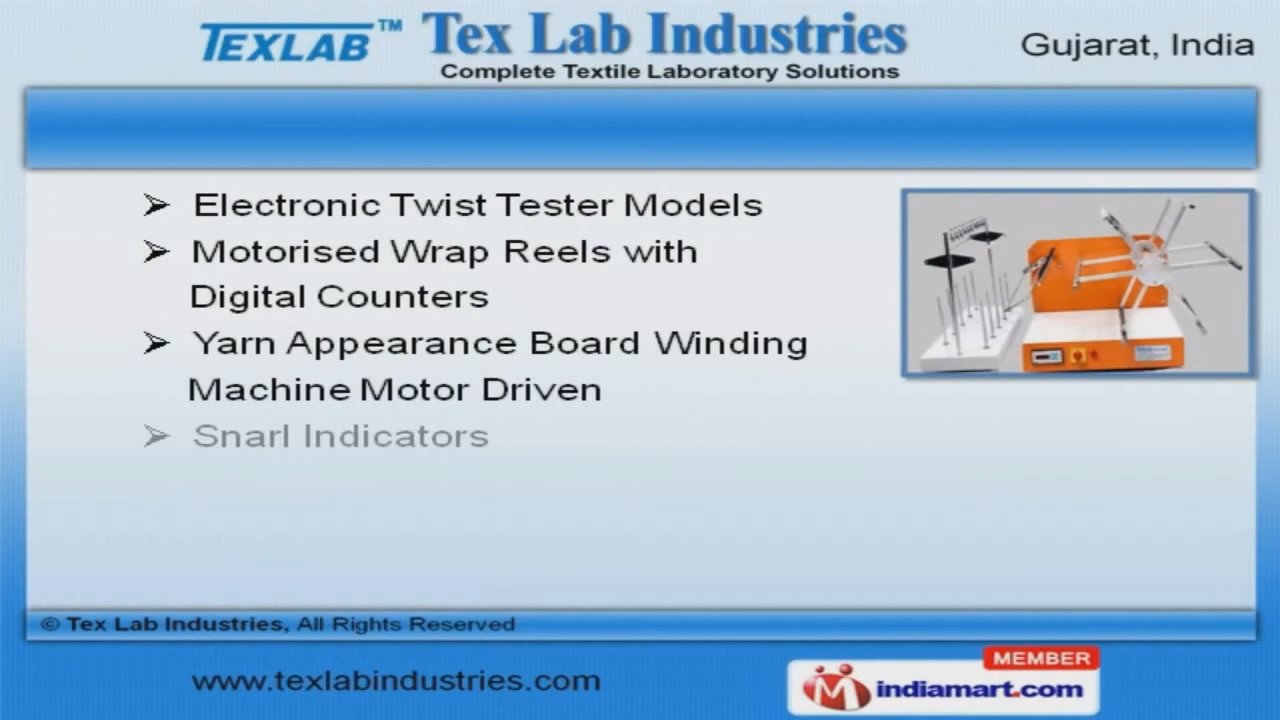 TEXLAB™ Tex Lab Industries
Complete Textile Laboratory Solutions
Gujarat, India
➢ Electronic Twist Tester Models
➢ Motorised Wrap Reels with
Digital Counters
➢ Yarn Appearance Board Winding
Machine Motor Driven
➢ Snarl Indicators
© Tex Lab Industries, All Rights Reserved
www.texlabindustries.com
MEMBER
indiamart.com